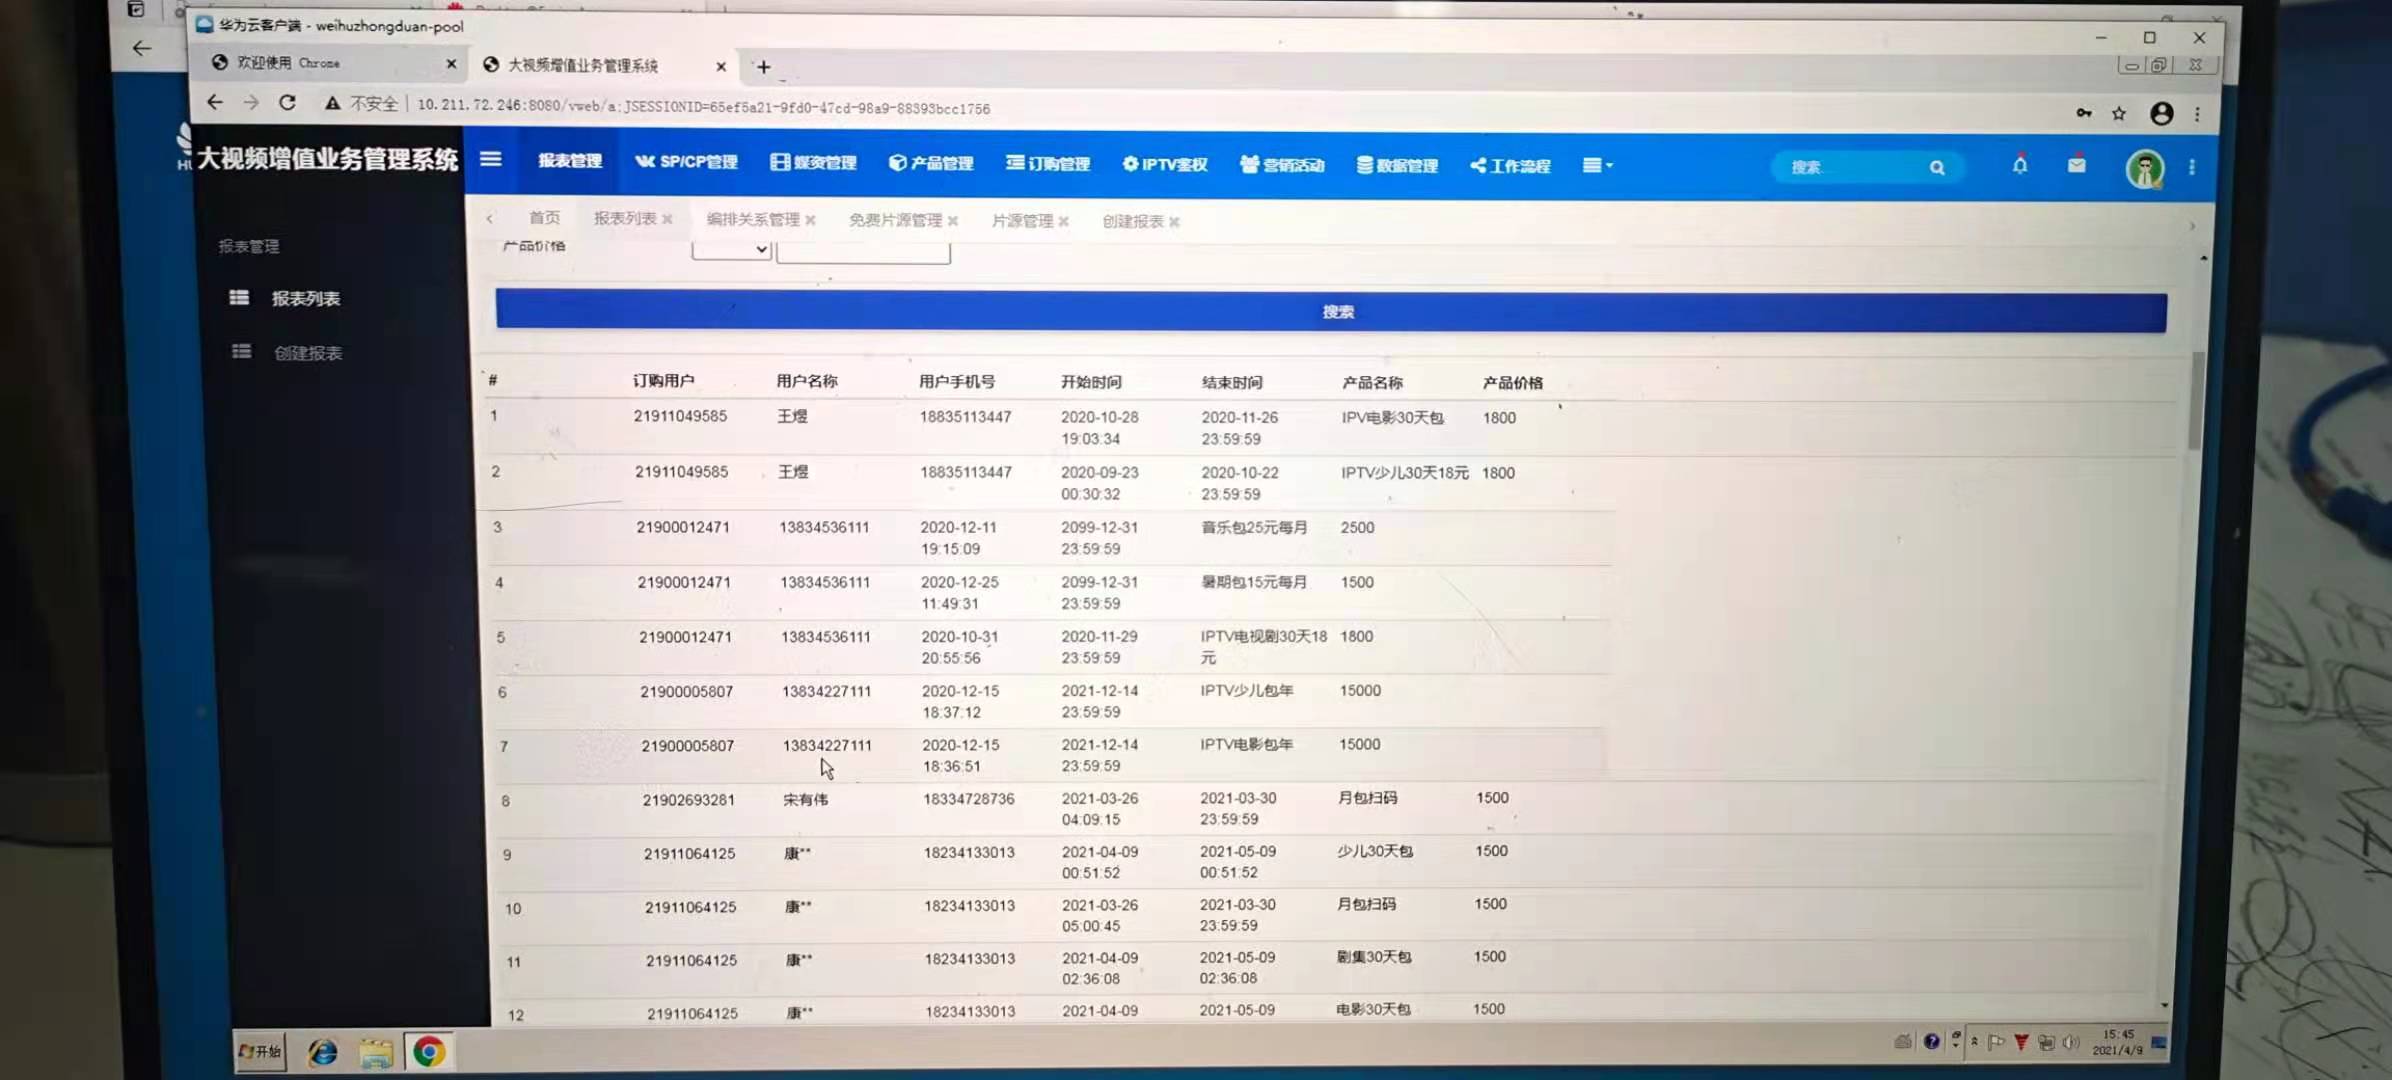 华为云客户端 - weihuzhongduan-pool
欢迎使用 Chrome
大视频增值业务管理系统
不安全 10.211.72.246:8080/vweb/a;JSESSIONID=65ef5a21-9fd0-47cd-98a9-88393bcc1756
大视频增值业务管理系统 报表管理 SP/CP管理 媒资管理 产品管理 订购管理 IPTV鉴权 营销活动 数据管理 工作流程 搜索...
首页 报表列表 编排关系管理 免费片源管理 片源管理 创建报表
报表管理
报表列表
创建报表
产品价格
搜索
# 订购用户 用户名称 用户手机号 开始时间 结束时间 产品名称 产品价格
1 21911049585 王煜 18835113447 2020-10-28 2020-11-26 IPV电影30天包 1800
19:03:34 23:59:59
2 21911049585 王煜 18835113447 2020-09-23 2020-10-22 IPTV少儿30天18元 1800
00:30:32 23:59:59
3 21900012471 13834536111 2020-12-11 2099-12-31 音乐包25元每月 2500
19:15:09 23:59:59
4 21900012471 13834536111 2020-12-25 2099-12-31 暑期包15元每月 1500
11:49:31 23:59:59
5 21900012471 13834536111 2020-10-31 2020-11-29 IPTV电视剧30天18 1800
20:55:56 23:59:59 元
6 21900005807 13834227111 2020-12-15 2021-12-14 IPTV少儿包年 15000
18:37:12 23:59:59
7 21900005807 13834227111 2020-12-15 2021-12-14 IPTV电影包年 15000
18:36:51 23:59:59
8 21902693281 宋有伟 18334728736 2021-03-26 2021-03-30 月包扫码 1500
04:09:15 23:59:59
9 21911064125 康** 18234133013 2021-04-09 2021-05-09 少儿30天包 1500
00:51:52 00:51:52
10 21911064125 康** 18234133013 2021-03-26 2021-03-30 月包扫码 1500
05:00:45 23:59:59
11 21911064125 康** 18234133013 2021-04-09 2021-05-09 剧集30天包 1500
02:36:08 02:36:08
12 21911064125 康** 18234133013 2021-04-09 2021-05-09 电影30天包 1500
开始
15:45
2021/4/9